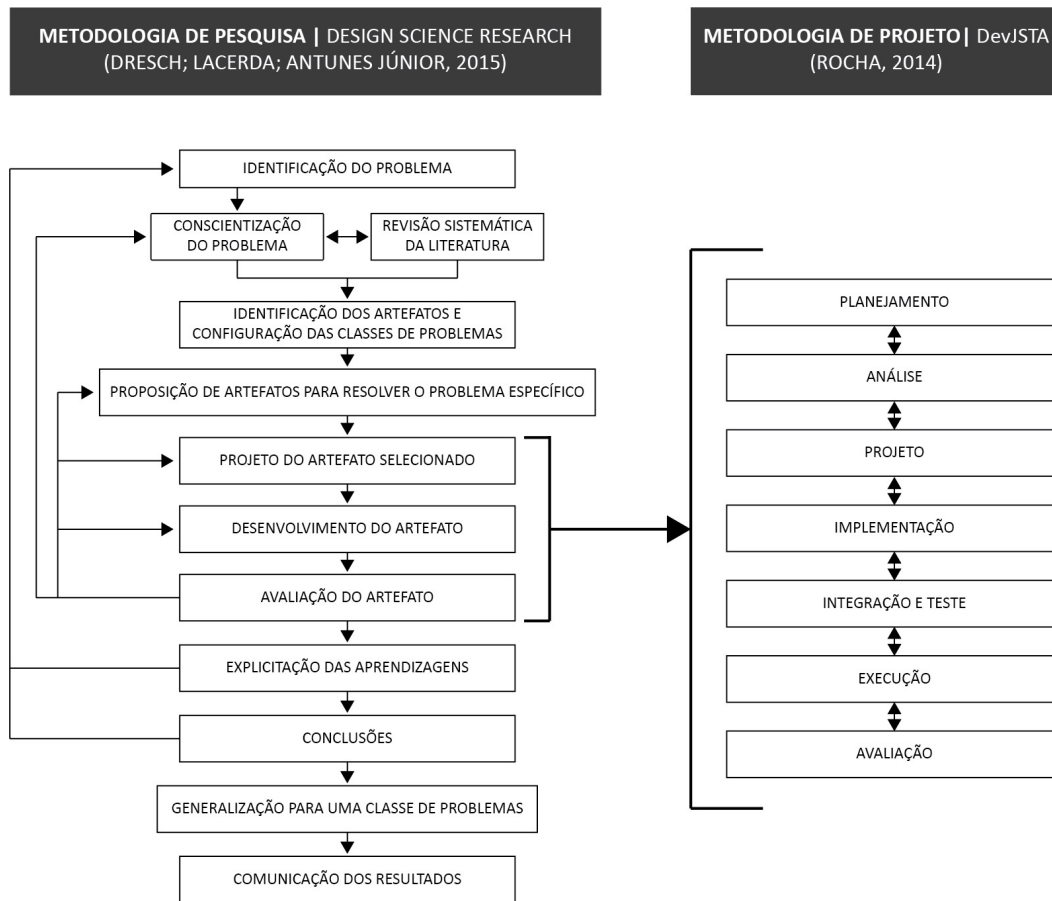 METODOLOGIA DE PESQUISA | DESIGN SCIENCE RESEARCH
(DRESCH; LACERDA; ANTUNES JÚNIOR, 2015)
METODOLOGIA DE PROJETO| DevJSTA
(ROCHA, 2014)
IDENTIFICAÇÃO DO PROBLEMA
CONSCIENTIZAÇÃO
DO PROBLEMA
REVISÃO SISTEMÁTICA
DA LITERATURA
IDENTIFICAÇÃO DOS ARTEFATOS E
CONFIGURAÇÃO DAS CLASSES DE PROBLEMAS
PROPOSIÇÃO DE ARTEFATOS PARA RESOLVER O PROBLEMA ESPECÍFICO
PROJETO DO ARTEFATO SELECIONADO
DESENVOLVIMENTO DO ARTEFATO
AVALIAÇÃO DO ARTEFATO
EXPLICITAÇÃO DAS APRENDIZAGENS
CONCLUSÕES
GENERALIZAÇÃO PARA UMA CLASSE DE PROBLEMAS
COMUNICAÇÃO DOS RESULTADOS
PLANEJAMENTO
ANÁLISE
PROJETO
IMPLEMENTAÇÃO
INTEGRAÇÃO E TESTE
EXECUÇÃO
AVALIAÇÃO